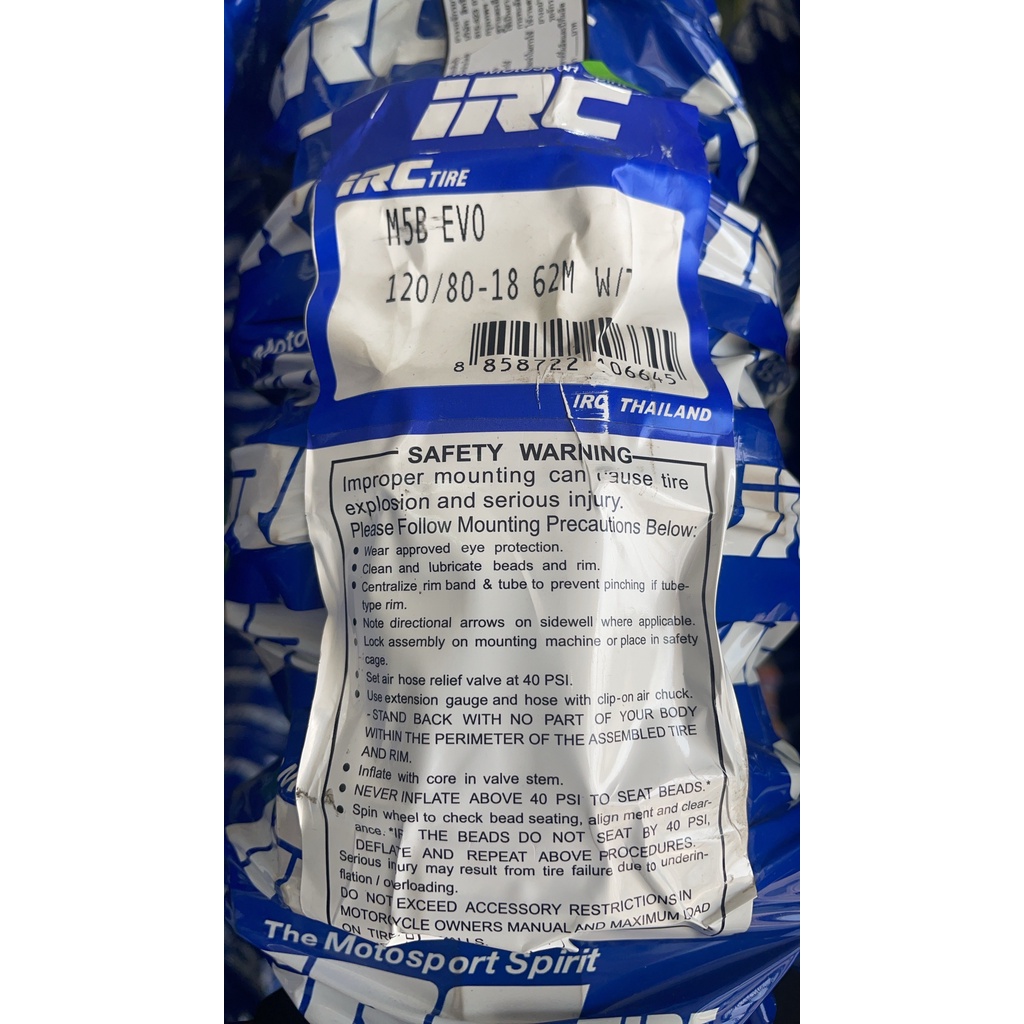 iRC
iRC TIRE
M5B EVO
120/80-18 62M W/
8 858722 06645
IRC THAILAND
SAFETY WARNING
Improper mounting can cause tire
explosion and serious injury.
Please Follow Mounting Precautions Below:
• Wear approved eye protection.
• Clean and lubricate beads and rim.
• Centralize rim band & tube to prevent pinching if tube-
type rim.
• Note directional arrows on sidewell where applicable.
• Lock assembly on mounting machine or place in safety
cage.
• Set air hose relief valve at 40 PSI.
• Use extension gauge and hose with clip-on air chuck.
- STAND BACK WITH NO PART OF YOUR BODY
WITHIN THE PERIMETER OF THE ASSEMBLED TIRE
AND RIM.
• Inflate with core in valve stem.
• NEVER INFLATE ABOVE 40 PSI TO SEAT BEADS.*
• Spin wheel to check bead seating, align ment and clear-
ance. *IF THE BEADS DO NOT SEAT BY 40 PSI,
DEFLATE AND REPEAT ABOVE PROCEDURES.
Serious injury may result from tire failure due to underin-
flation / overloading.
DO NOT EXCEED ACCESSORY RESTRICTIONS IN
MOTORCYCLE OWNERS MANUAL AND MAXIMUM LOAD
ON TIRE
The Motosport Spirit